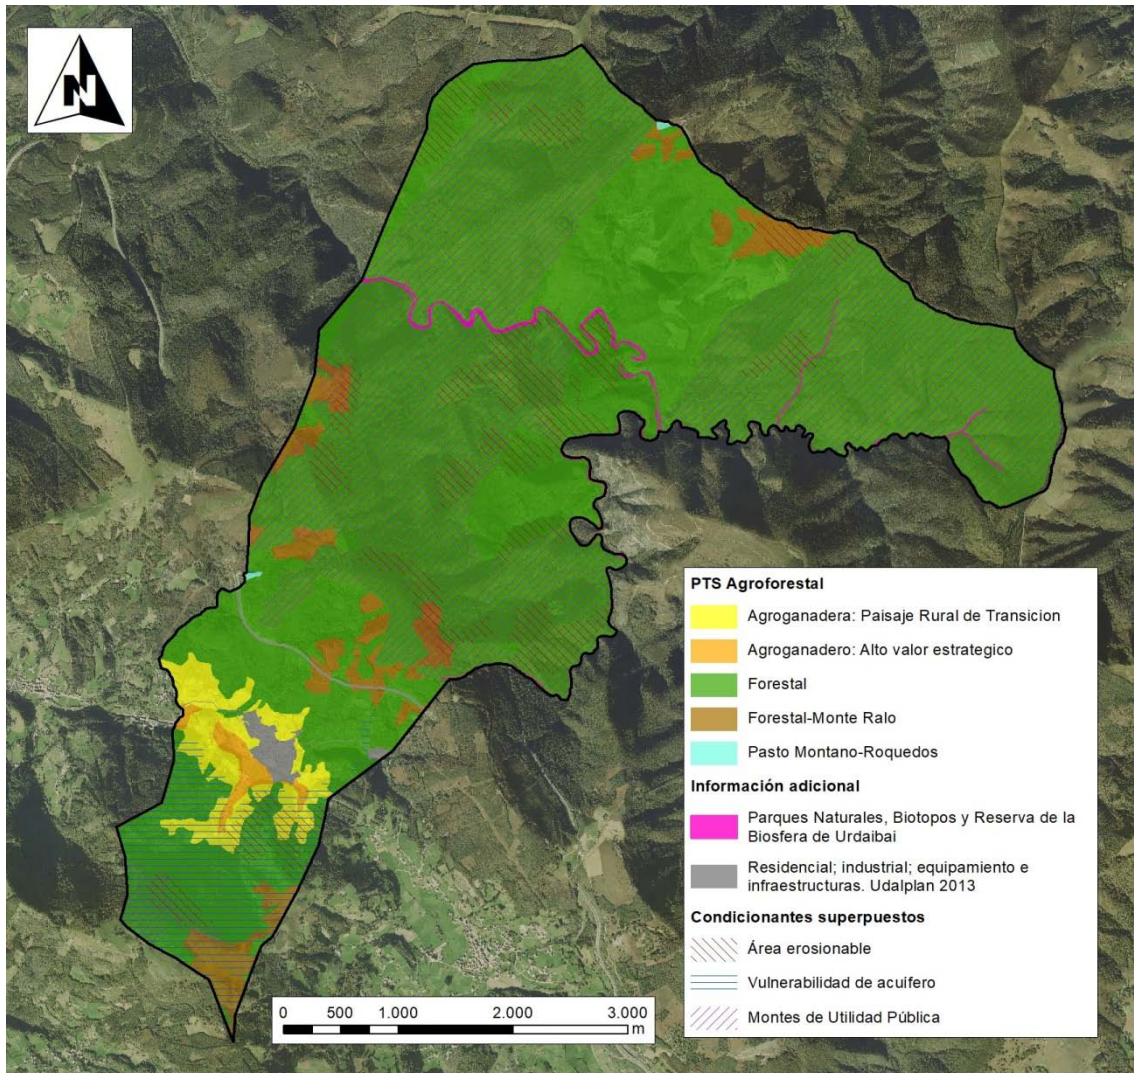 N
PTS Agroforestal
Agroganadera: Paisaje Rural de Transicion
Agroganadero: Alto valor estrategico
Forestal
Forestal-Monte Ralo
Pasto Montano-Roquedos
Información adicional
Parques Naturales, Biotopos y Reserva de la
Biosfera de Urdaibai
Residencial; industrial; equipamiento e
infraestructuras. Udalplan 2013
Condicionantes superpuestos
Área erosionable
Vulnerabilidad de acuífero
Montes de Utilidad Pública
0 500 1.000 2.000 3.000
m